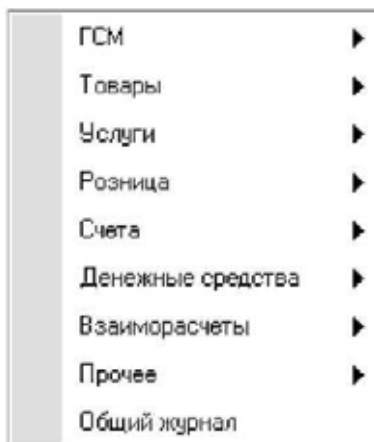 ГСМ
Товары
Услуги
Розница
Счета
Денежные средства
Взаиморасчеты
Прочее
Общий журнал